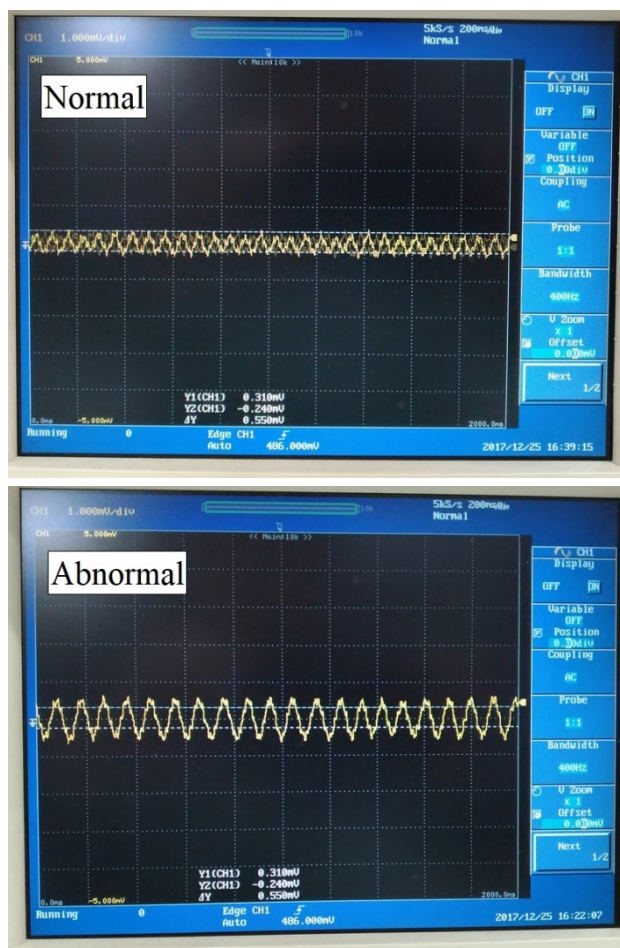 CH1 1.000mV/div 10k 5kS/s 200ms/div
Normal
CH1 5.000mV << Main:10k >>
Normal
CH1
Display
OFF ON
Variable
OFF
Position
0.00div
Coupling
AC
Probe
1:1
Bandwidth
400Hz
V Zoom
x 1
Offset
0.000mV
Next
1/2
Y1(CH1) 0.310mV
Y2(CH1) -0.240mV
ΔY 0.550mV
0.0ms -5.000mV 2000.0ms
Running 0 Edge CH1
Auto 486.000mV 2017/12/25 16:39:15
CH1 1.000mV/div 10k 5kS/s 200ms/div
Normal
CH1 5.000mV << Main:10k >>
Abnormal
CH1
Display
OFF ON
Variable
OFF
Position
0.00div
Coupling
AC
Probe
1:1
Bandwidth
400Hz
V Zoom
x 1
Offset
0.000mV
Next
1/2
Y1(CH1) 0.310mV
Y2(CH1) -0.240mV
ΔY 0.550mV
0.0ms -5.000mV 2000.0ms
Running 0 Edge CH1
Auto 486.000mV 2017/12/25 16:22:07